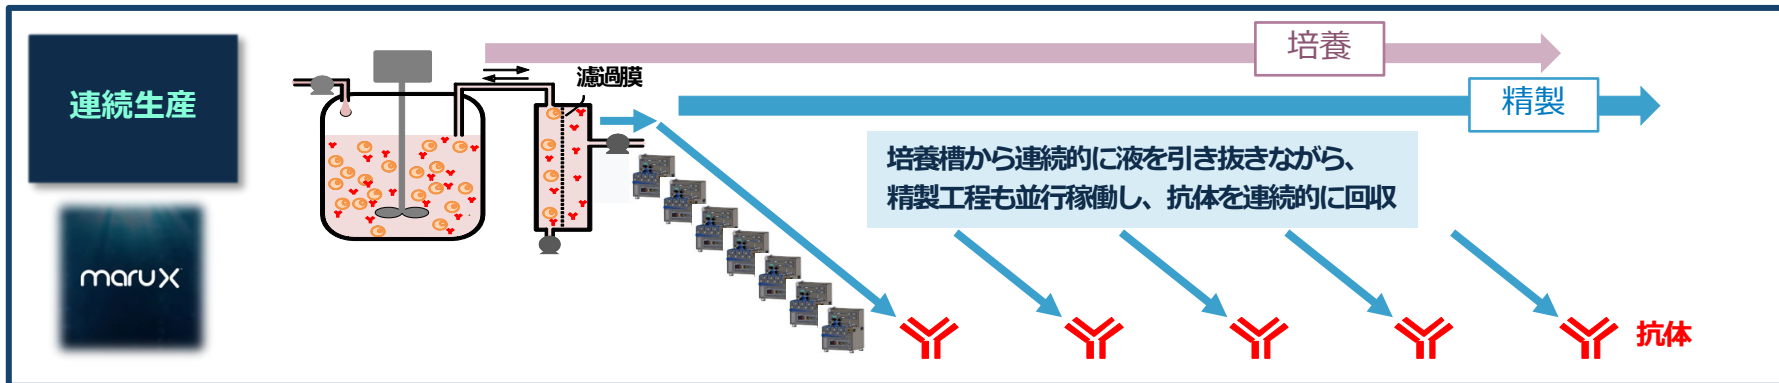 連続生産
maruX
濾過膜
培養
精製
培養槽から連続的に液を引き抜きながら、
精製工程も並行稼働し、抗体を連続的に回収
抗体